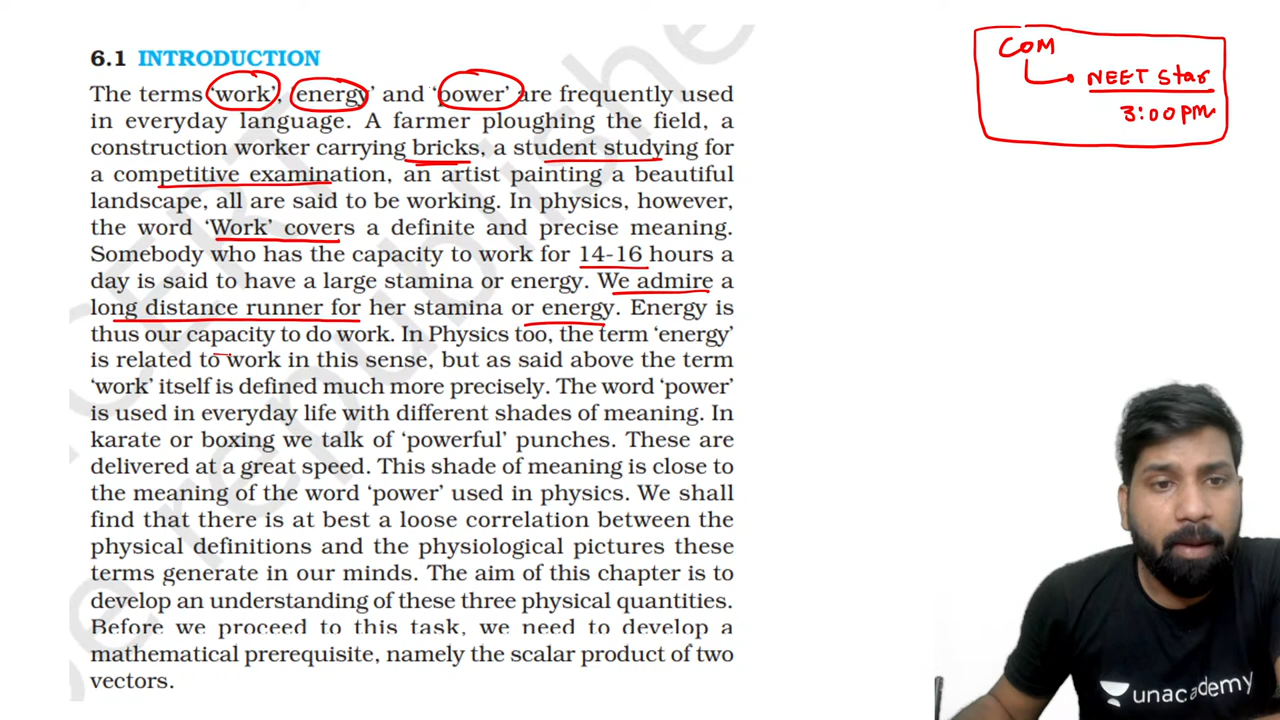 6.1 INTRODUCTION
The terms ‘work’, ‘energy’ and ‘power’ are frequently used
in everyday language. A farmer ploughing the field, a
construction worker carrying bricks, a student studying for
a competitive examination, an artist painting a beautiful
landscape, all are said to be working. In physics, however,
the word ‘Work’ covers a definite and precise meaning.
Somebody who has the capacity to work for 14-16 hours a
day is said to have a large stamina or energy. We admire a
long distance runner for her stamina or energy. Energy is
thus our capacity to do work. In Physics too, the term ‘energy’
is related to work in this sense, but as said above the term
‘work’ itself is defined much more precisely. The word ‘power’
is used in everyday life with different shades of meaning. In
karate or boxing we talk of ‘powerful’ punches. These are
delivered at a great speed. This shade of meaning is close to
the meaning of the word ‘power’ used in physics. We shall
find that there is at best a loose correlation between the
physical definitions and the physiological pictures these
terms generate in our minds. The aim of this chapter is to
develop an understanding of these three physical quantities.
Before we proceed to this task, we need to develop a
mathematical prerequisite, namely the scalar product of two
vectors.
COM
NEET Star
3:00PM
unacademy